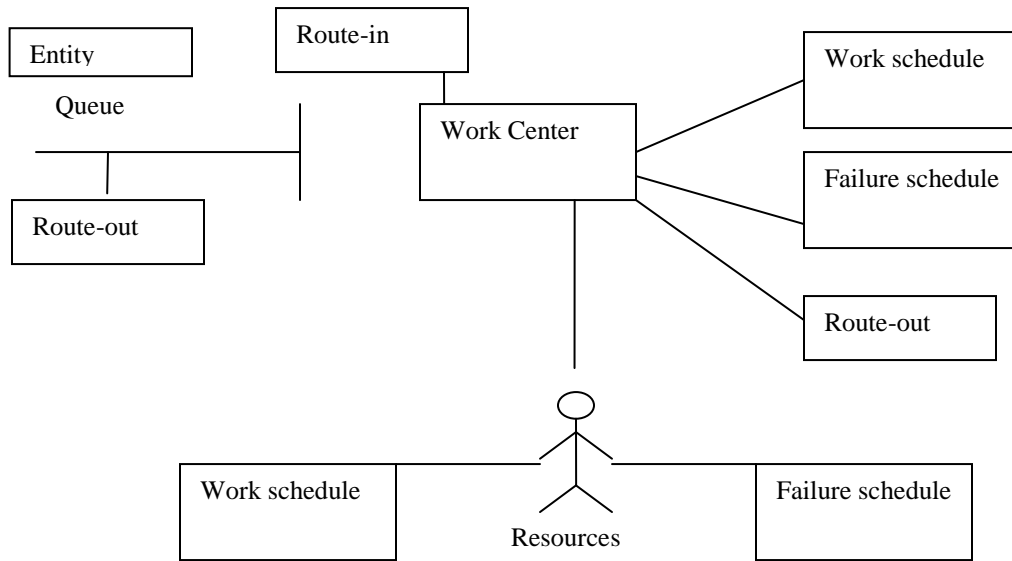 Route-in
Entity
Work schedule
Queue
Work Center
Failure schedule
Route-out
Route-out
Work schedule
Failure schedule
Resources